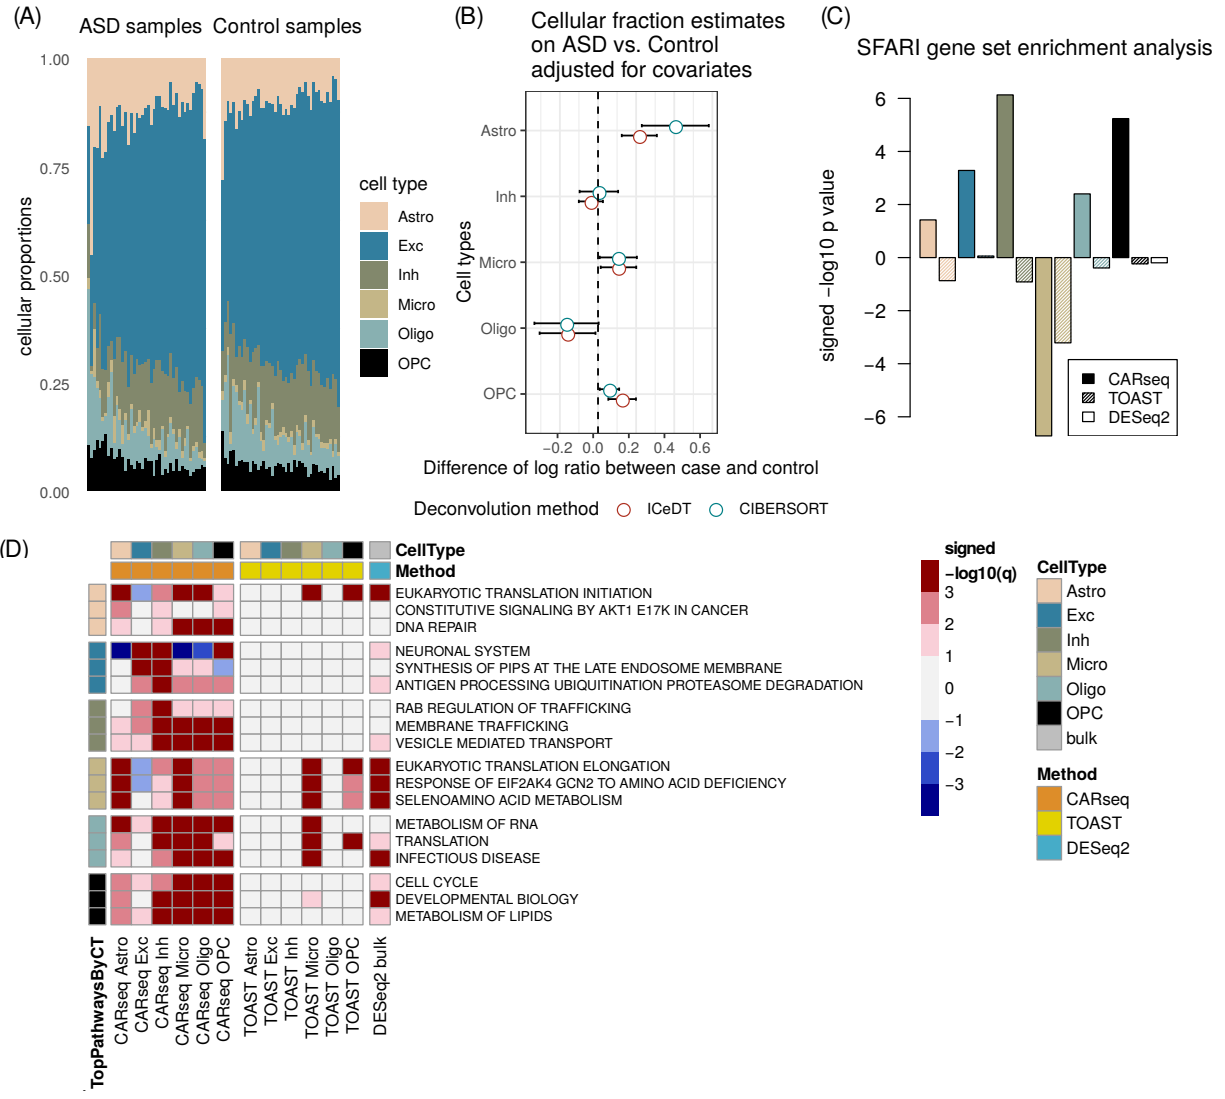 (A)
ASD samples
Control samples
1.00
0.75
0.50
0.25
0.00
cellular proportions
cell type
Astro
Exc
Inh
Micro
Oligo
OPC
(B)
Cellular fraction estimates
on ASD vs. Control
adjusted for covariates
Astro
Inh
Micro
Oligo
OPC
Cell types
−0.2 0.0 0.2 0.4 0.6
Difference of log ratio between case and control
Deconvolution method ICeDT CIBERSORT
(C)
SFARI gene set enrichment analysis
6
4
2
0
−2
−4
−6
signed −log10 p value
CARseq
TOAST
DESeq2
(D)
CellType
Method
EUKARYOTIC TRANSLATION INITIATION
CONSTITUTIVE SIGNALING BY AKT1 E17K IN CANCER
DNA REPAIR
NEURONAL SYSTEM
SYNTHESIS OF PIPS AT THE LATE ENDOSOME MEMBRANE
ANTIGEN PROCESSING UBIQUITINATION PROTEASOME DEGRADATION
RAB REGULATION OF TRAFFICKING
MEMBRANE TRAFFICKING
VESICLE MEDIATED TRANSPORT
EUKARYOTIC TRANSLATION ELONGATION
RESPONSE OF EIF2AK4 GCN2 TO AMINO ACID DEFICIENCY
SELENOAMINO ACID METABOLISM
METABOLISM OF RNA
TRANSLATION
INFECTIOUS DISEASE
CELL CYCLE
DEVELOPMENTAL BIOLOGY
METABOLISM OF LIPIDS
TopPathwaysByCT
CARseq Astro
CARseq Exc
CARseq Inh
CARseq Micro
CARseq Oligo
CARseq OPC
TOAST Astro
TOAST Exc
TOAST Inh
TOAST Micro
TOAST Oligo
TOAST OPC
DESeq2 bulk
signed
−log10(q)
3
2
1
0
−1
−2
−3
CellType
Astro
Exc
Inh
Micro
Oligo
OPC
bulk
Method
CARseq
TOAST
DESeq2